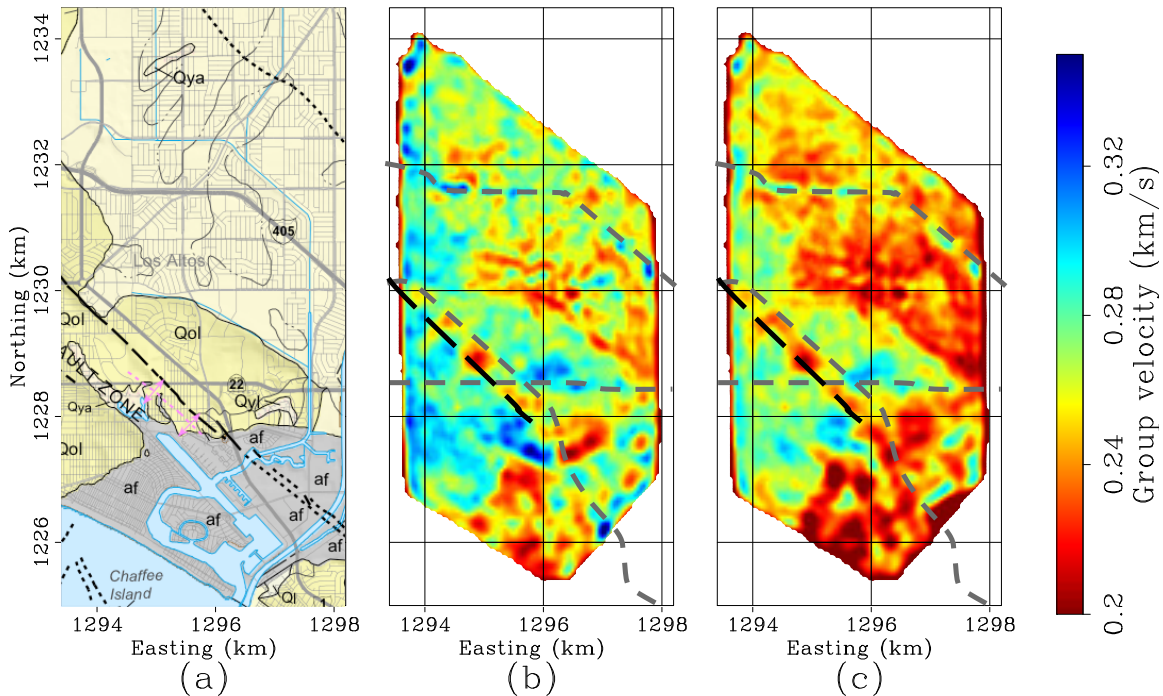 1234
1232
1230
1228
1226
Northing (km)
Qya
405
Los Altos
Qol
Qol
AULT ZONE
22
Qya
Qyl
Qol
af
af
af
af
af
af
Chaffee
Island
Ql
1
1294
1296
1298
Easting (km)
(a)
1294
1296
1298
Easting (km)
(b)
1294
1296
1298
Easting (km)
(c)
0.32
0.28
0.24
0.2
Group velocity (km/s)